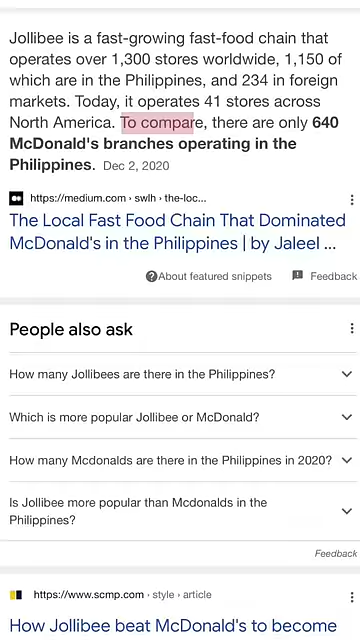 Jollibee is a fast-growing fast-food chain that
operates over 1,300 stores worldwide, 1,150 of
which are in the Philippines, and 234 in foreign
markets. Today, it operates 41 stores across
North America. To compare, there are only 640
McDonald's branches operating in the
Philippines. Dec 2, 2020
https://medium.com › swlh › the-loc...
The Local Fast Food Chain That Dominated
McDonald's in the Philippines | by Jaleel ...
About featured snippets
Feedback
People also ask
How many Jollibees are there in the Philippines?
Which is more popular Jollibee or McDonald?
How many Mcdonalds are there in the Philippines in 2020?
Is Jollibee more popular than Mcdonalds in the
Philippines?
Feedback
https://www.scmp.com › style › article
How Jollibee beat McDonald's to become